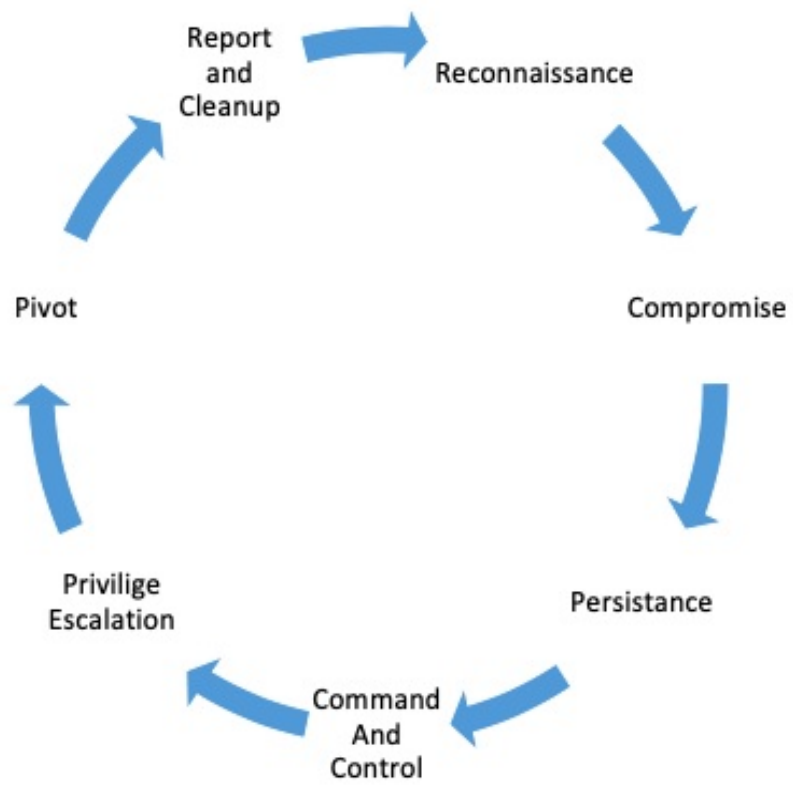 Report
and
Cleanup
Reconnaissance
Compromise
Persistance
Command
And
Control
Privilige
Escalation
Pivot